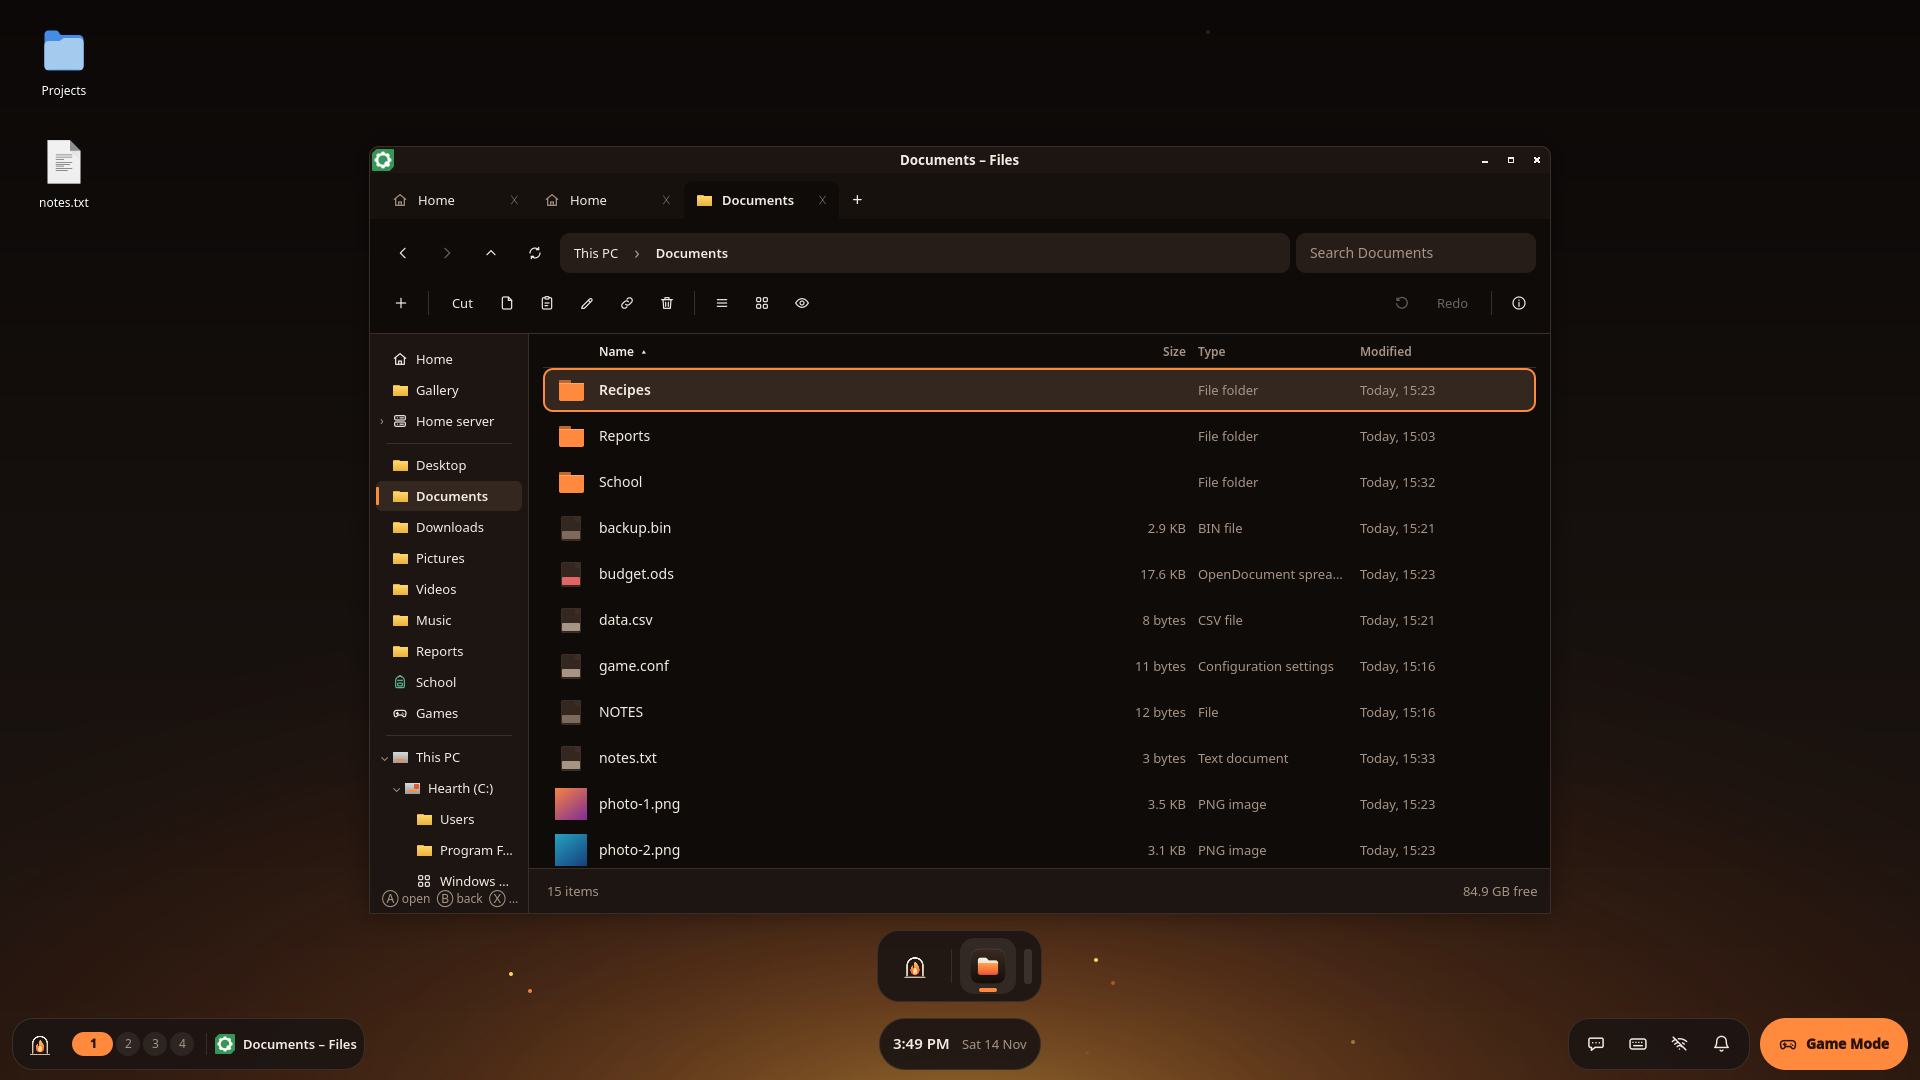 Projects
notes.txt
Documents – Files
Home X Home X Documents X +
This PC › Documents
Search Documents
Cut
Redo
Home
Gallery
Home server
Desktop
Documents
Downloads
Pictures
Videos
Music
Reports
School
Games
This PC
Hearth (C:)
Users
Program F...
Windows ...
A open B back X ...
Name Size Type Modified
Recipes File folder Today, 15:23
Reports File folder Today, 15:03
School File folder Today, 15:32
backup.bin 2.9 KB BIN file Today, 15:21
budget.ods 17.6 KB OpenDocument sprea... Today, 15:23
data.csv 8 bytes CSV file Today, 15:21
game.conf 11 bytes Configuration settings Today, 15:16
NOTES 12 bytes File Today, 15:16
notes.txt 3 bytes Text document Today, 15:33
photo-1.png 3.5 KB PNG image Today, 15:23
photo-2.png 3.1 KB PNG image Today, 15:23
15 items 84.9 GB free
1 2 3 4 Documents – Files
3:49 PM Sat 14 Nov
Game Mode